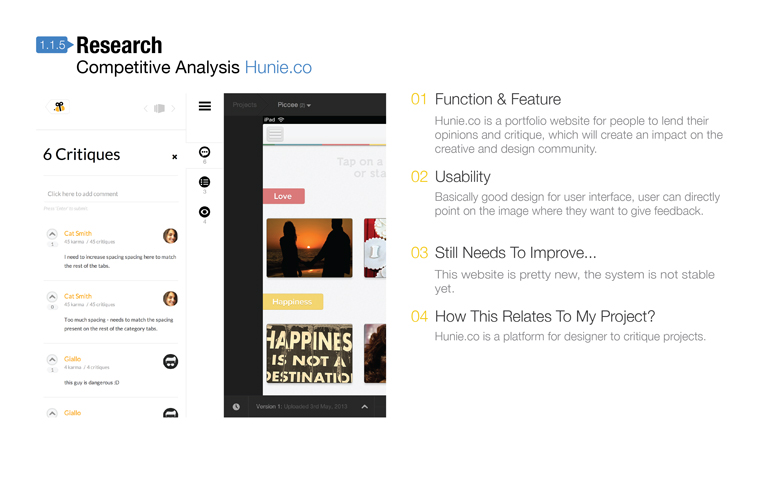 1.1.5 Research
Competitive Analysis Hunie.co
6 Critiques
Click here to add comment
Cat Smith
45 karma / 45 critiques
1
I need to increase spacing spacing here to match
the rest of the tabs.
Cat Smith
45 karma / 45 critiques
0
Too much spacing - needs to match the spacing
present on the rest of the category tabs.
Giallo
4 karma / 4 critiques
1
this guy is dangerous :D
Giallo
6
3
4
Projects Piccee (2)
iPad
Tap on a
or sta
Love
Happiness
HAPPINES
IS NOT A
DESTINATIO
Version 1: Uploaded 3rd May, 2013
01 Function & Feature
Hunie.co is a portfolio website for people to lend their
opinions and critique, which will create an impact on the
creative and design community.
02 Usability
Basically good design for user interface, user can directly
point on the image where they want to give feedback.
03 Still Needs To Improve...
This website is pretty new, the system is not stable
yet.
04 How This Relates To My Project?
Hunie.co is a platform for designer to critique projects.